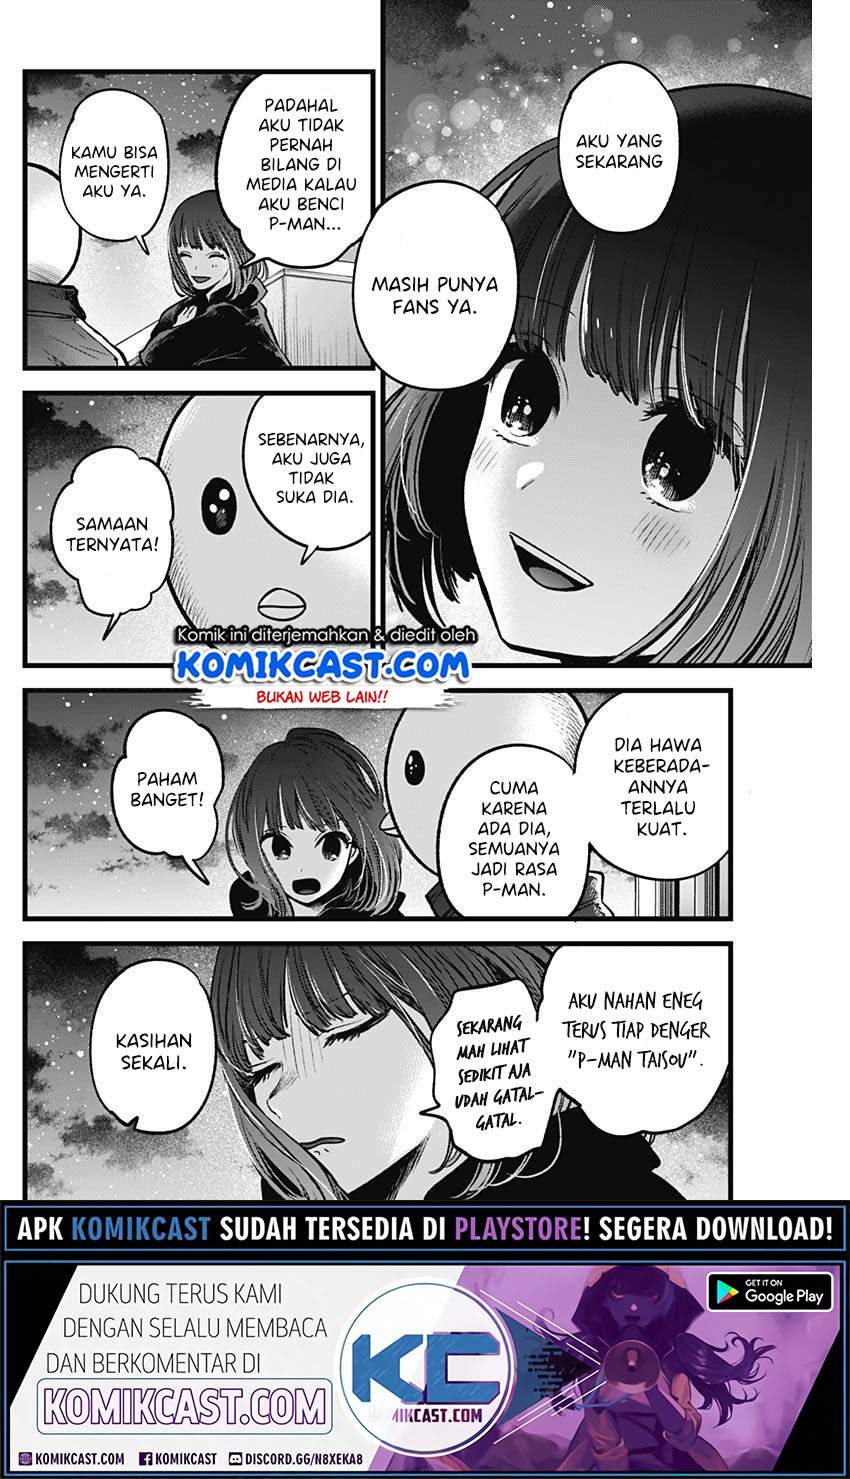 AKU YANG
SEKARANG
MASIH PUNYA
FANS YA.
PADAHAL
AKU TIDAK
PERNAH
BILANG DI
MEDIA KALAU
AKU BENCI
P-MAN...
KAMU BISA
MENGERTI
AKU YA.
SEBENARNYA,
AKU JUGA
TIDAK
SUKA DIA.
SAMAAN
TERNYATA!
Komik ini diterjemahkan & diedit oleh
KOMIKCAST.COM
BUKAN WEB LAIN!!
DIA HAWA
KEBERADA-
ANNYA
TERLALU
KUAT.
CUMA
KARENA
ADA DIA,
SEMUANYA
JADI RASA
P-MAN.
PAHAM
BANGET!
AKU NAHAN ENEG
TERUS TIAP DENGER
"P-MAN TAISOU".
SEKARANG
MAH LIHAT
SEDIKIT AJA
UDAH GATAL-
GATAL.
KASIHAN
SEKALI.
APK KOMIKCAST SUDAH TERSEDIA DI PLAYSTORE! SEGERA DOWNLOAD!
DUKUNG TERUS KAMI
DENGAN SELALU MEMBACA
DAN BERKOMENTAR DI
KOMIKCAST.COM
KC
KOMIKCAST.COM
GET IT ON
Google Play
KOMIKCAST.COM KOMIKCAST DISCORD.GG/N8XEKA8